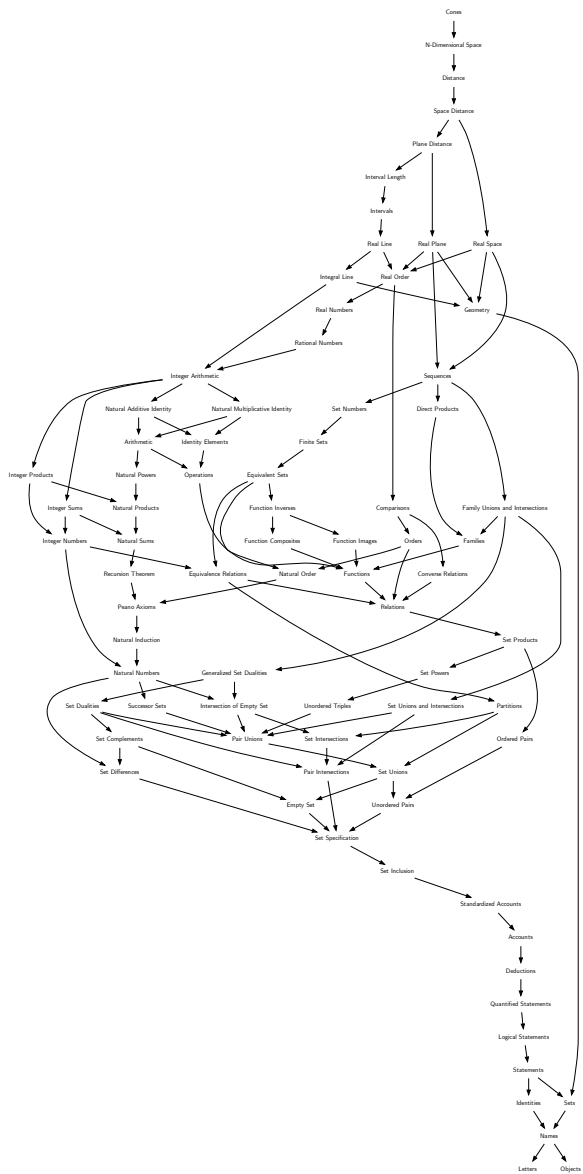 Cones
N-Dimensional Space
Distance
Space Distance
Plane Distance
Interval Length
Intervals
Real Line Real Plane Real Space
Integral Line Real Order
Real Numbers Geometry
Rational Numbers
Integer Arithmetic Sequences
Natural Additive Identity Natural Multiplicative Identity Set Numbers Direct Products
Arithmetic Identity Elements Finite Sets
Integer Products Natural Powers Operations Equivalent Sets
Integer Sums Natural Products Function Inverses Comparisons Family Unions and Intersections
Integer Numbers Natural Sums Function Composites Function Images Orders Families
Recursion Theorem Equivalence Relations Natural Order Functions Converse Relations
Peano Axioms Relations
Natural Induction Set Products
Natural Numbers Generalized Set Dualities Set Powers
Set Dualities Successor Sets Intersection of Empty Set Unordered Triples Set Unions and Intersections Partitions
Set Complements Pair Unions Set Intersections Ordered Pairs
Set Differences Pair Intersections Set Unions
Empty Set Unordered Pairs
Set Specification
Set Inclusion
Standardized Accounts
Accounts
Deductions
Quantified Statements
Logical Statements
Statements
Identities Sets
Names
Letters Objects